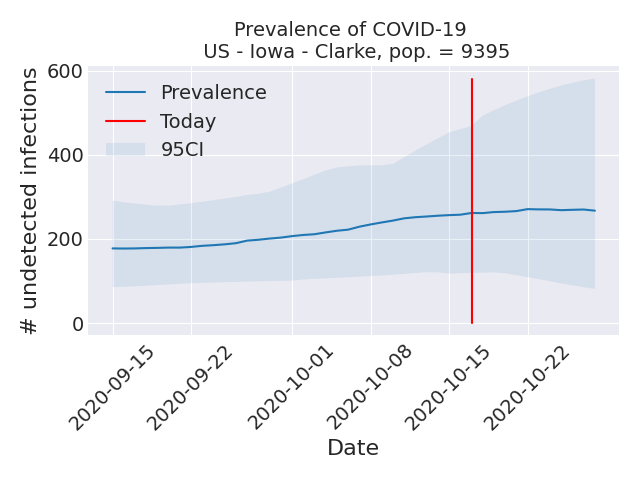 Prevalence of COVID-19
US - Iowa - Clarke, pop. = 9395
# undetected infections
600
400
200
0
Prevalence
Today
95CI
2020-09-15
2020-09-22
2020-10-01
2020-10-08
2020-10-15
2020-10-22
Date